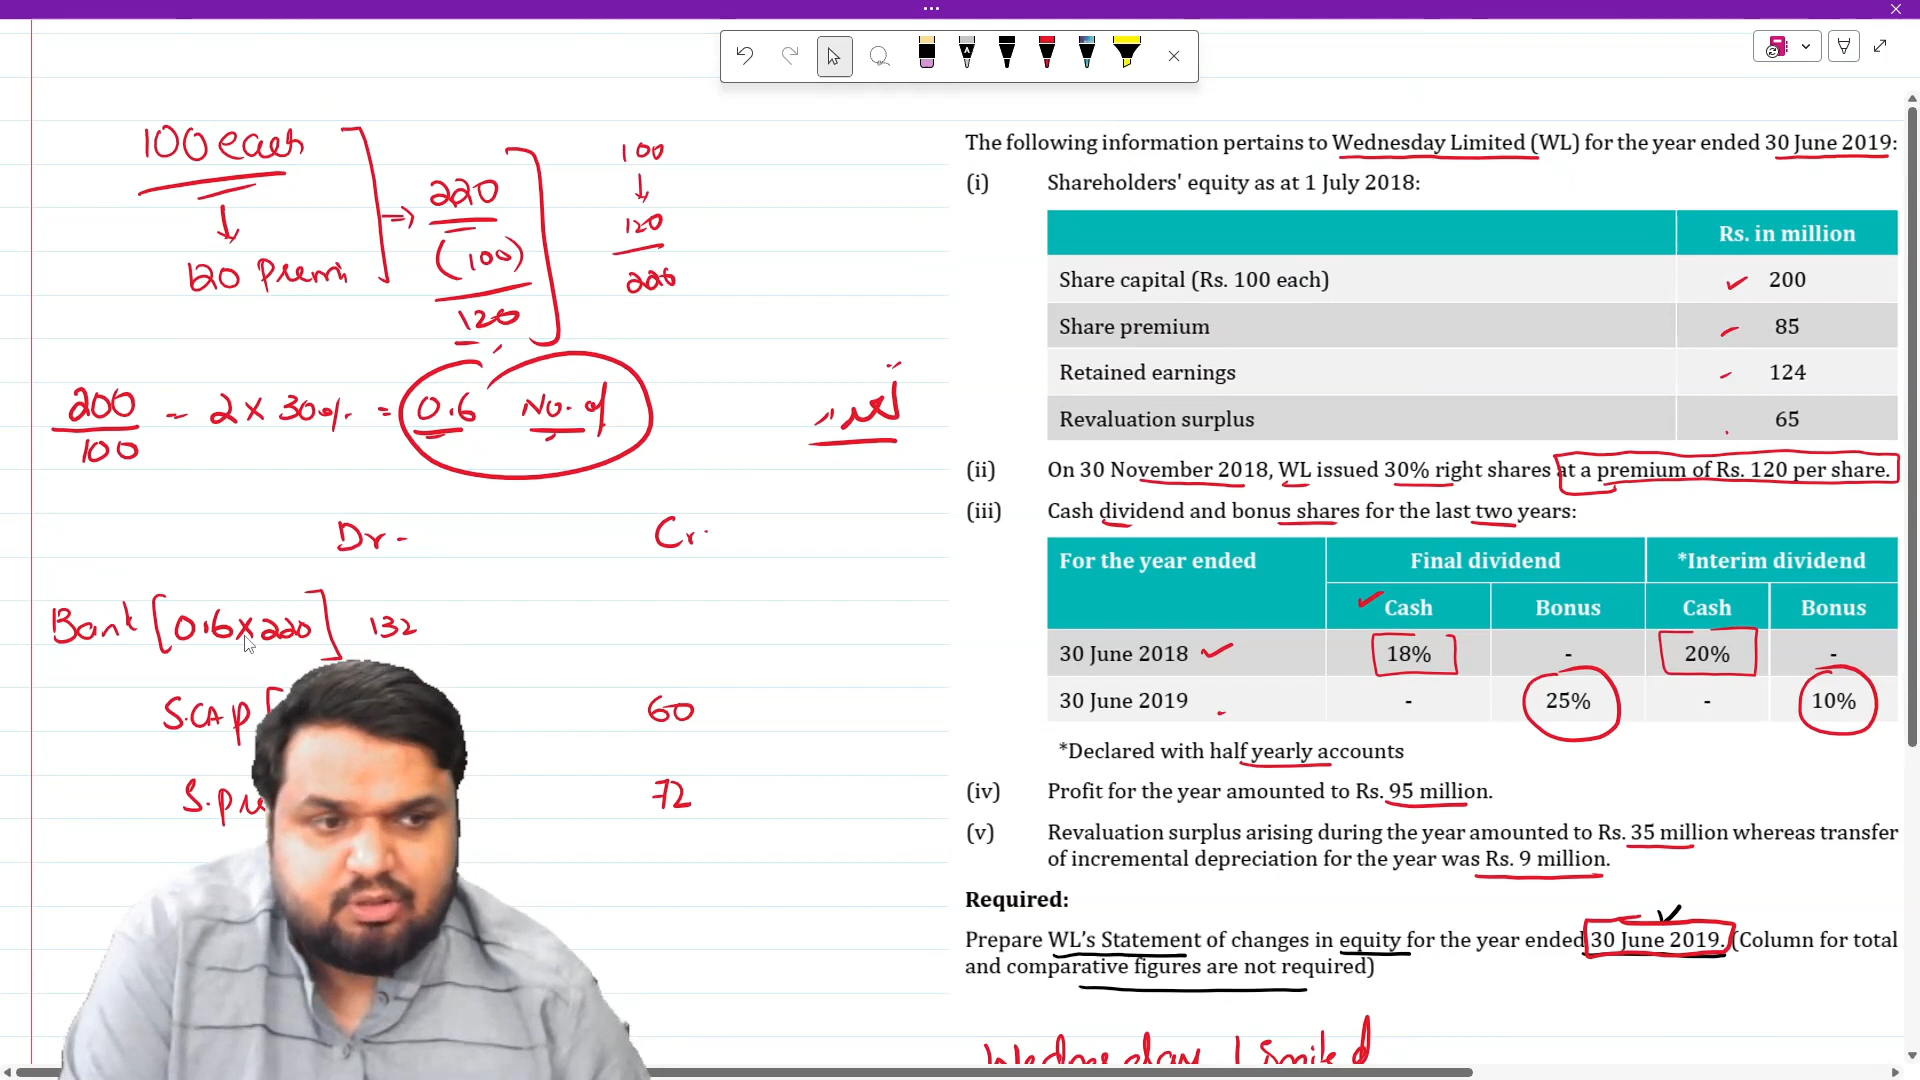 100 each
120 Premi
220
(100)
120
100
120
220
200
100
2 x 30% = 0.6 No. of
Dr.
Cr.
Bank [0.6x220] 132
S.CAP [
60
S.pre
72
The following information pertains to Wednesday Limited (WL) for the year ended 30 June 2019:
(i) Shareholders' equity as at 1 July 2018:
Rs. in million
Share capital (Rs. 100 each) 200
Share premium 85
Retained earnings 124
Revaluation surplus 65
(ii) On 30 November 2018, WL issued 30% right shares at a premium of Rs. 120 per share.
(iii) Cash dividend and bonus shares for the last two years:
For the year ended Final dividend *Interim dividend
Cash Bonus Cash Bonus
30 June 2018 18% - 20% -
30 June 2019 - 25% - 10%
*Declared with half yearly accounts
(iv) Profit for the year amounted to Rs. 95 million.
(v) Revaluation surplus arising during the year amounted to Rs. 35 million whereas transfer
of incremental depreciation for the year was Rs. 9 million.
Required:
Prepare WL's Statement of changes in equity for the year ended 30 June 2019. (Column for total
and comparative figures are not required)
Wednesday Limited